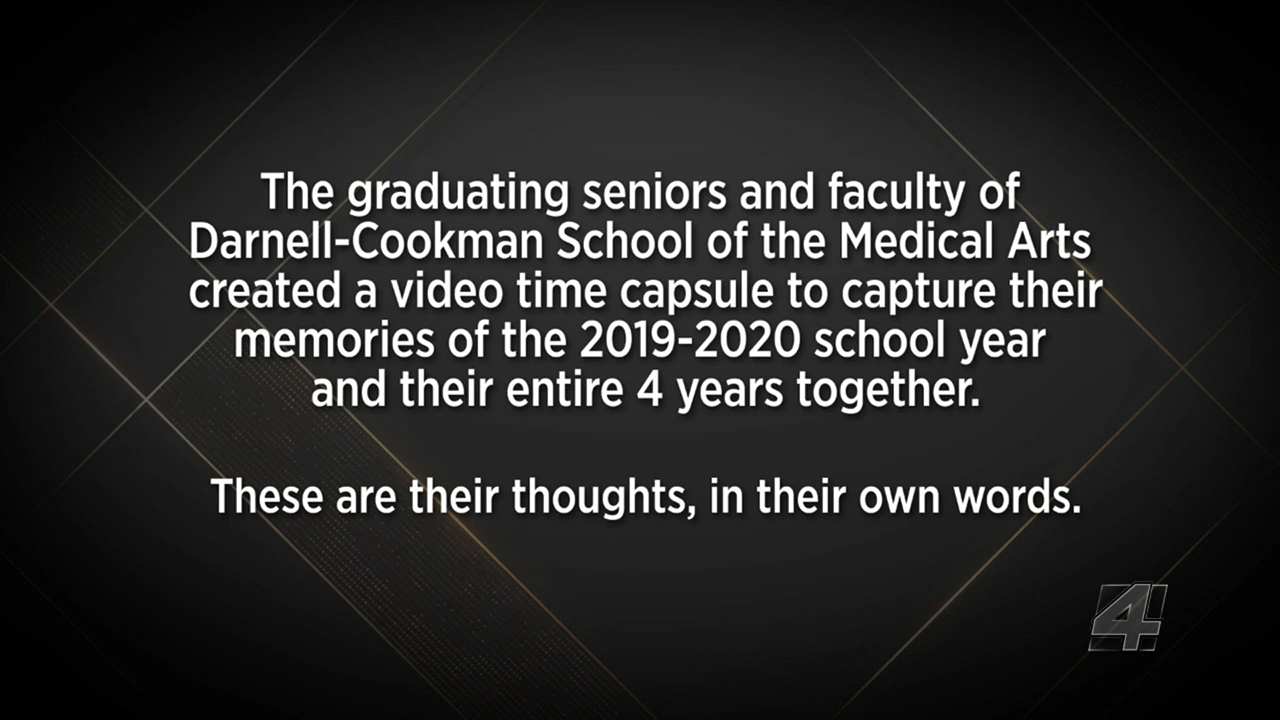 The graduating seniors and faculty of
Darnell-Cookman School of the Medical Arts
created a video time capsule to capture their
memories of the 2019-2020 school year
and their entire 4 years together.
These are their thoughts, in their own words.
4